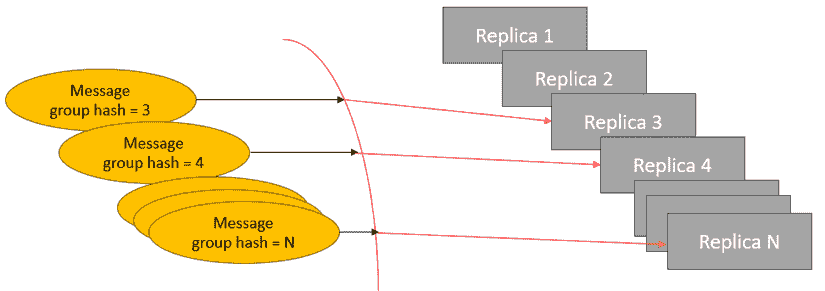 Replica 1
Replica 2
Message
group hash = 3
Replica 3
Message
group hash = 4
Replica 4
Message
group hash = N
Replica N